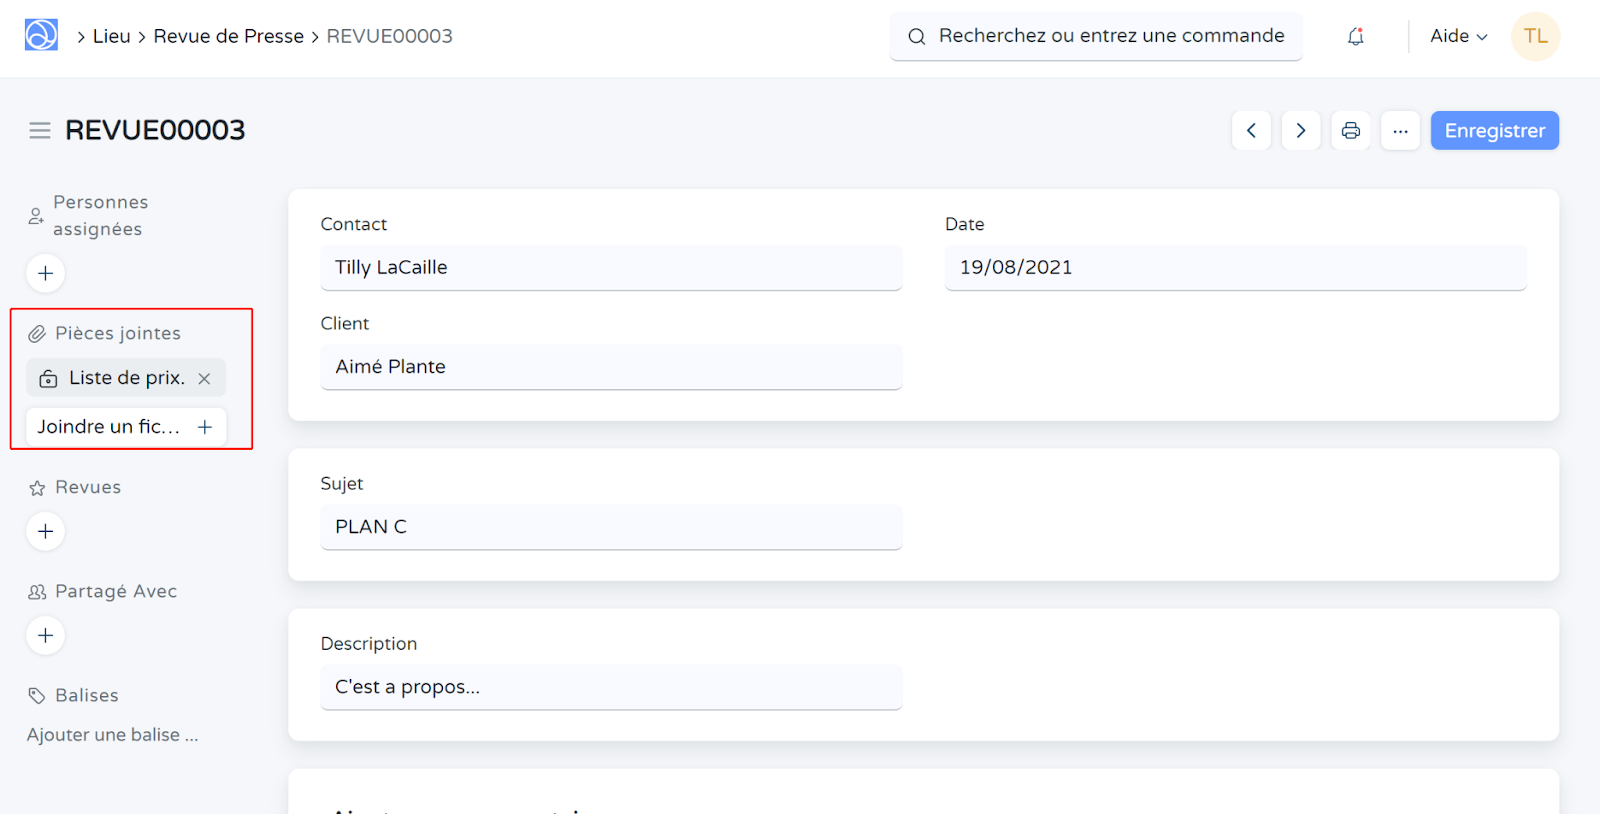 Lieu
Revue de Presse
REVUE00003
Recherchez ou entrez une commande
Aide
TL
REVUE00003
...
Enregistrer
Personnes
assignées
Pièces jointes
Liste de prix.
Joindre un fic...
Revues
Partagé Avec
Balises
Ajouter une balise ...
Contact
Tilly LaCaille
Date
19/08/2021
Client
Aimé Plante
Sujet
PLAN C
Description
C'est a propos...